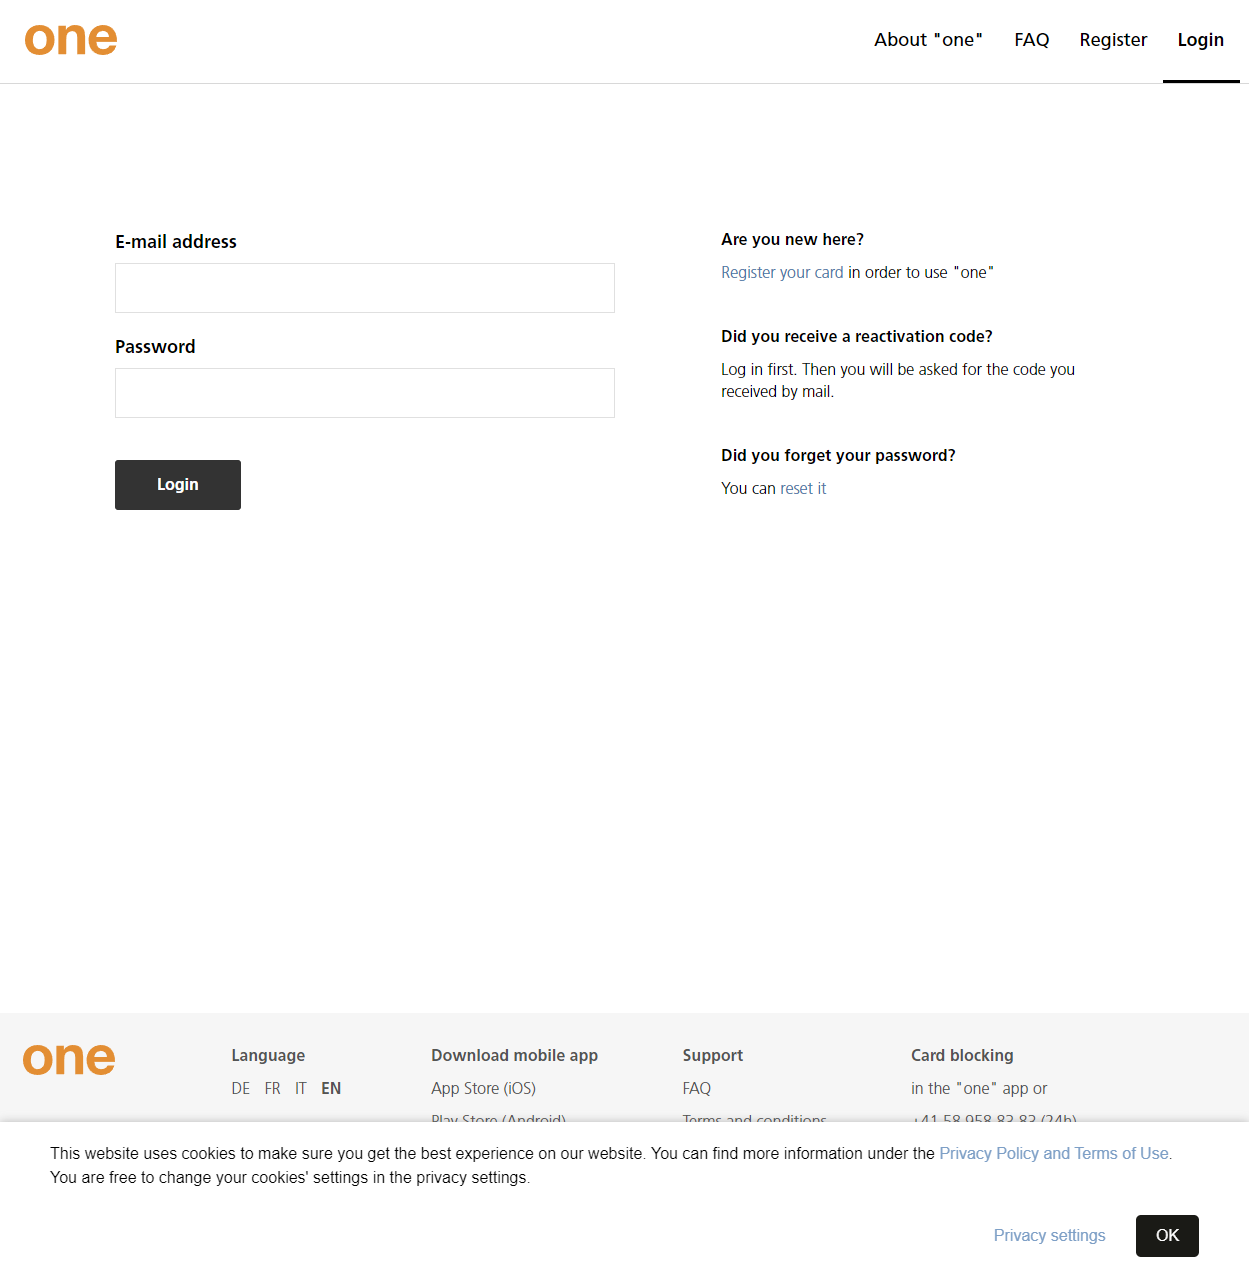 one
About "one" FAQ Register Login
E-mail address
Password
Login
Are you new here?
Register your card in order to use "one"
Did you receive a reactivation code?
Log in first. Then you will be asked for the code you
received by mail.
Did you forget your password?
You can reset it
one
Language
DE FR IT EN
Download mobile app
App Store (iOS)
Play Store (Android)
Support
FAQ
Terms and conditions
Card blocking
in the "one" app or
+41 58 958 83 83 (24h)
This website uses cookies to make sure you get the best experience on our website. You can find more information under the Privacy Policy and Terms of Use.
You are free to change your cookies' settings in the privacy settings.
Privacy settings OK